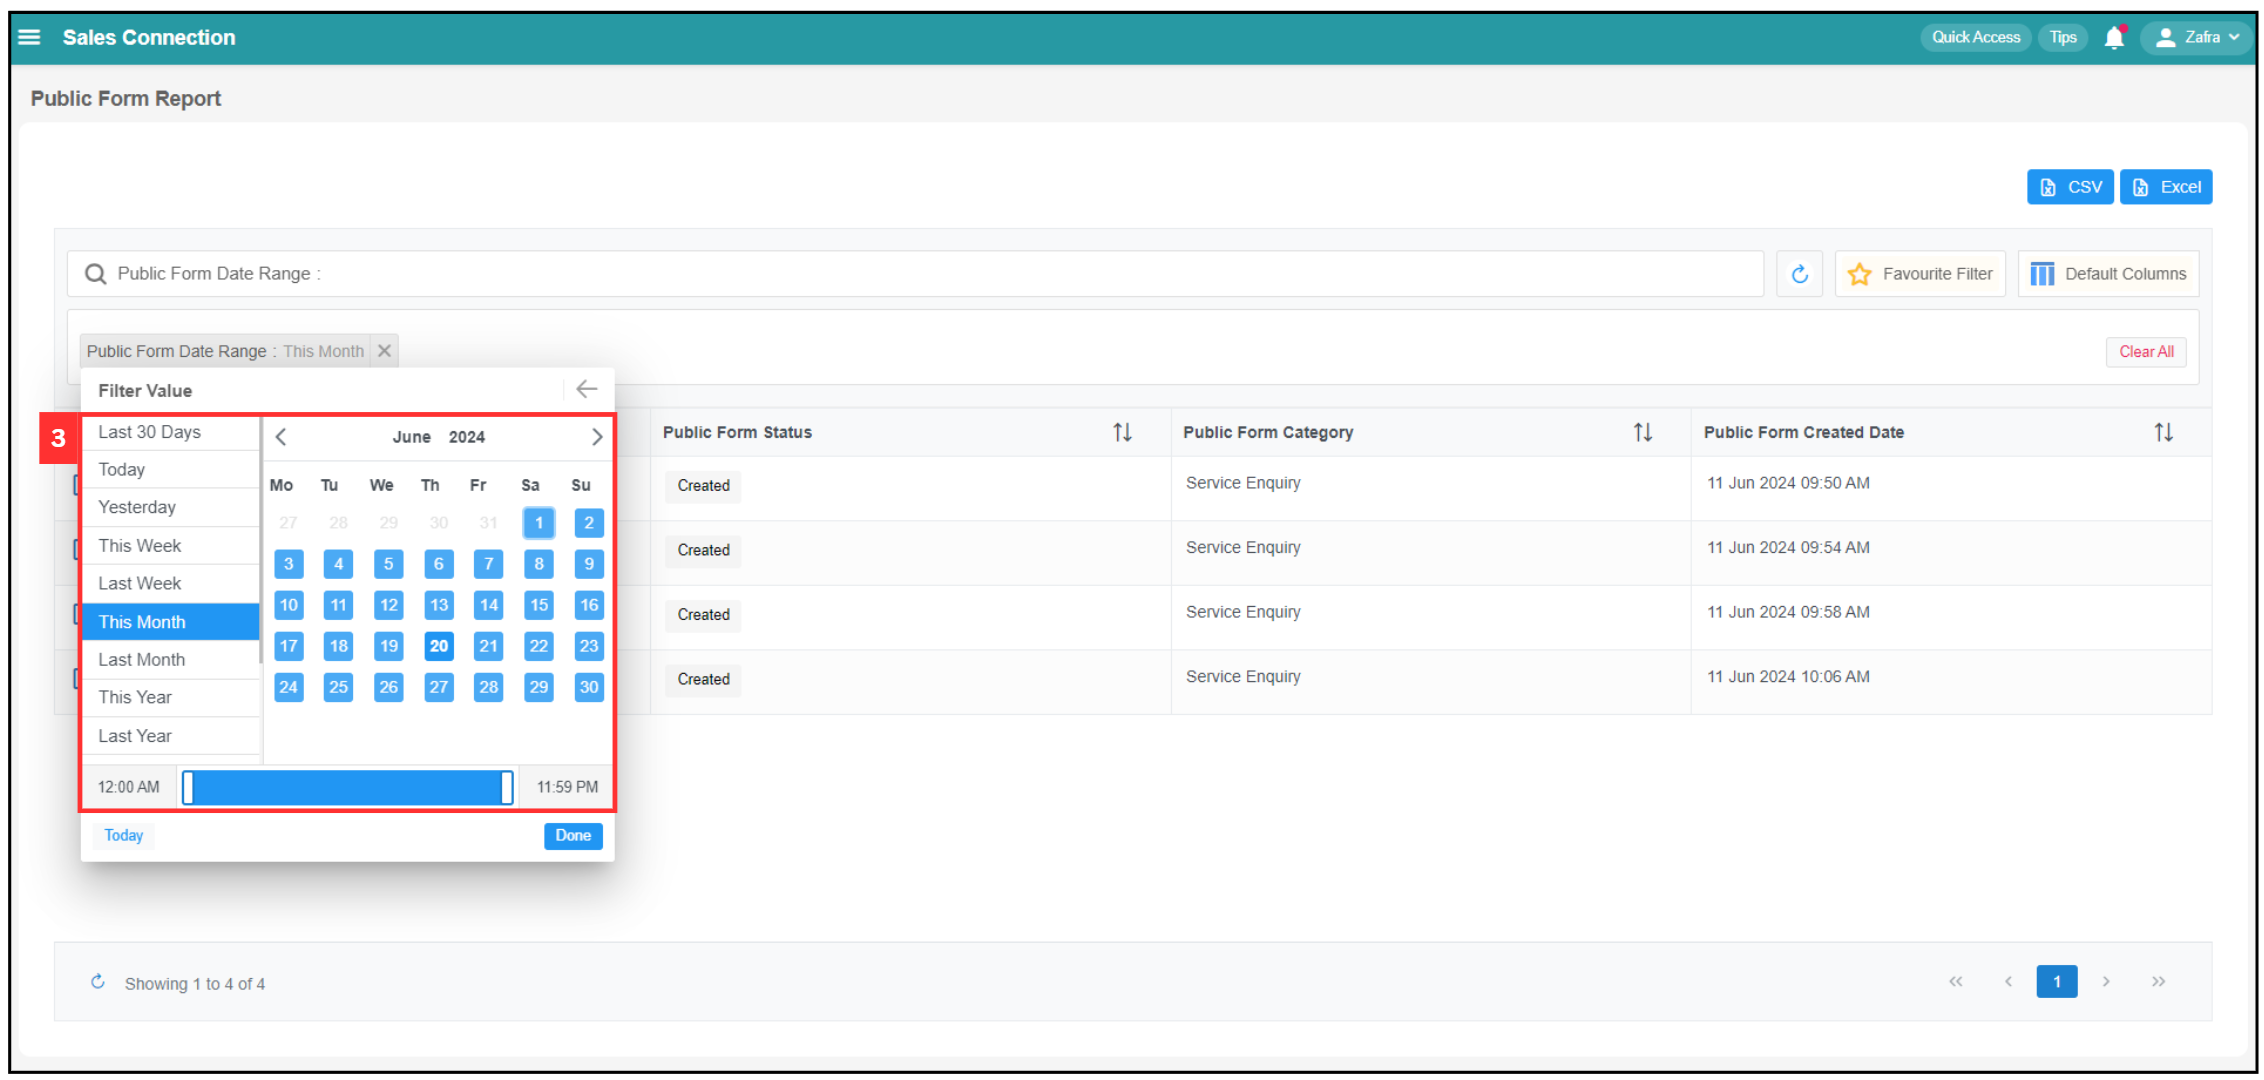 Sales Connection
Quick Access
Tips
Zafra
Public Form Report
CSV
Excel
Public Form Date Range :
Favourite Filter
Default Columns
Public Form Date Range : This Month
Clear All
Filter Value
3
Last 30 Days
Today
Yesterday
This Week
Last Week
This Month
Last Month
This Year
Last Year
June 2024
Mo Tu We Th Fr Sa Su
27 28 29 30 31 1 2
3 4 5 6 7 8 9
10 11 12 13 14 15 16
17 18 19 20 21 22 23
24 25 26 27 28 29 30
12:00 AM
11:59 PM
Today
Done
Public Form Status Public Form Category Public Form Created Date
Created Service Enquiry 11 Jun 2024 09:50 AM
Created Service Enquiry 11 Jun 2024 09:54 AM
Created Service Enquiry 11 Jun 2024 09:58 AM
Created Service Enquiry 11 Jun 2024 10:06 AM
Showing 1 to 4 of 4
1